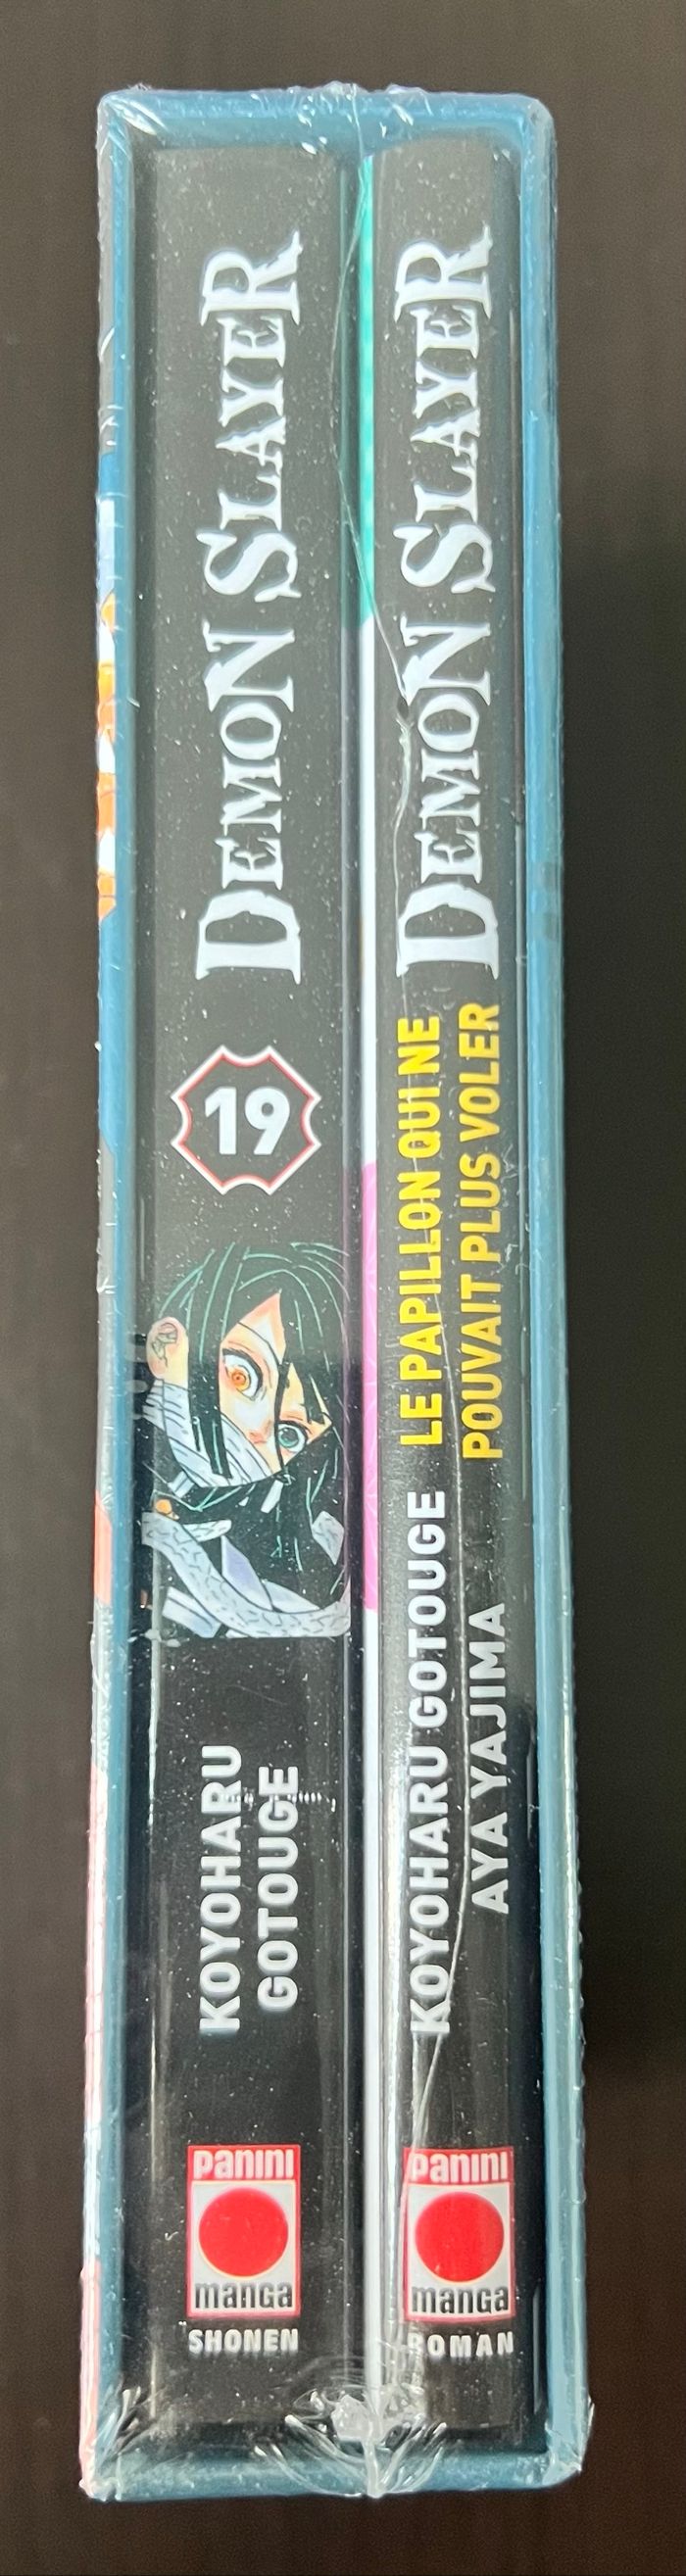 DEMON SLAYER
19
KOYOHARU
GOTOUGE
panini
manga
SHONEN
DEMON SLAYER
LE PAPILLON QUI NE
POUVAIT PLUS VOLER
KOYOHARU GOTOUGE
AYA YAJIMA
panini
manga
ROMAN